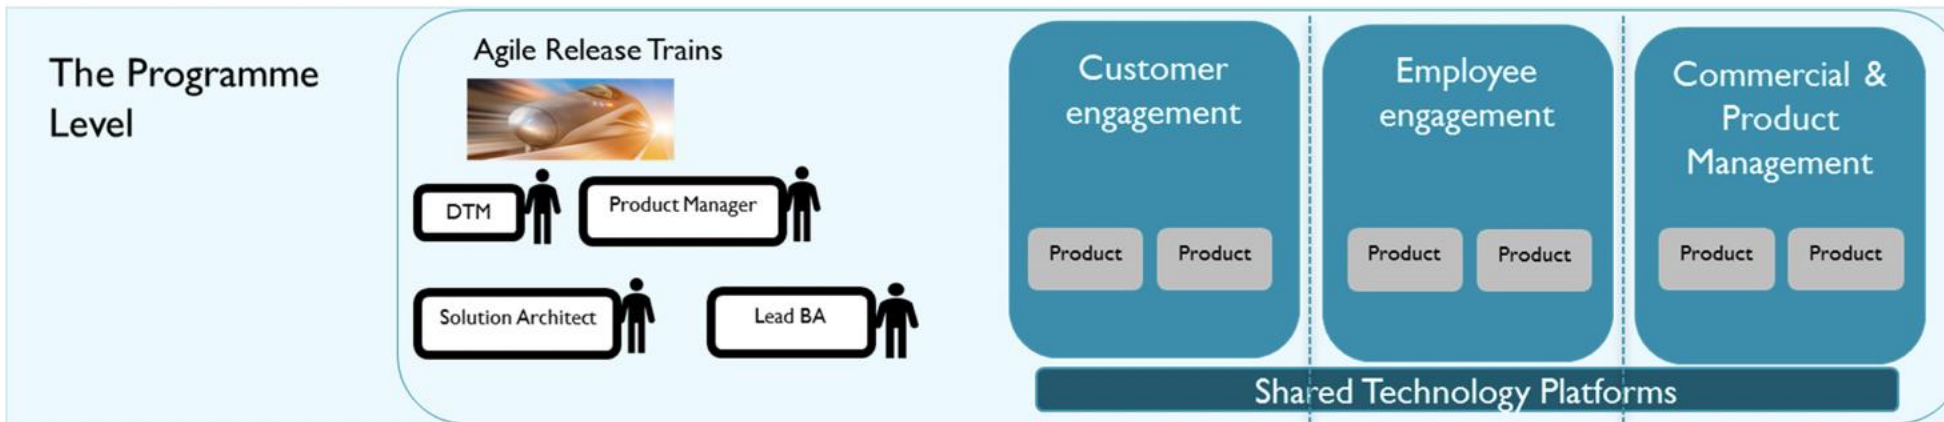 The Programme
Level
Agile Release Trains
DTM
Product Manager
Solution Architect
Lead BA
Customer
engagement
Product
Product
Employee
engagement
Product
Product
Commercial &
Product
Management
Product
Product
Shared Technology Platforms